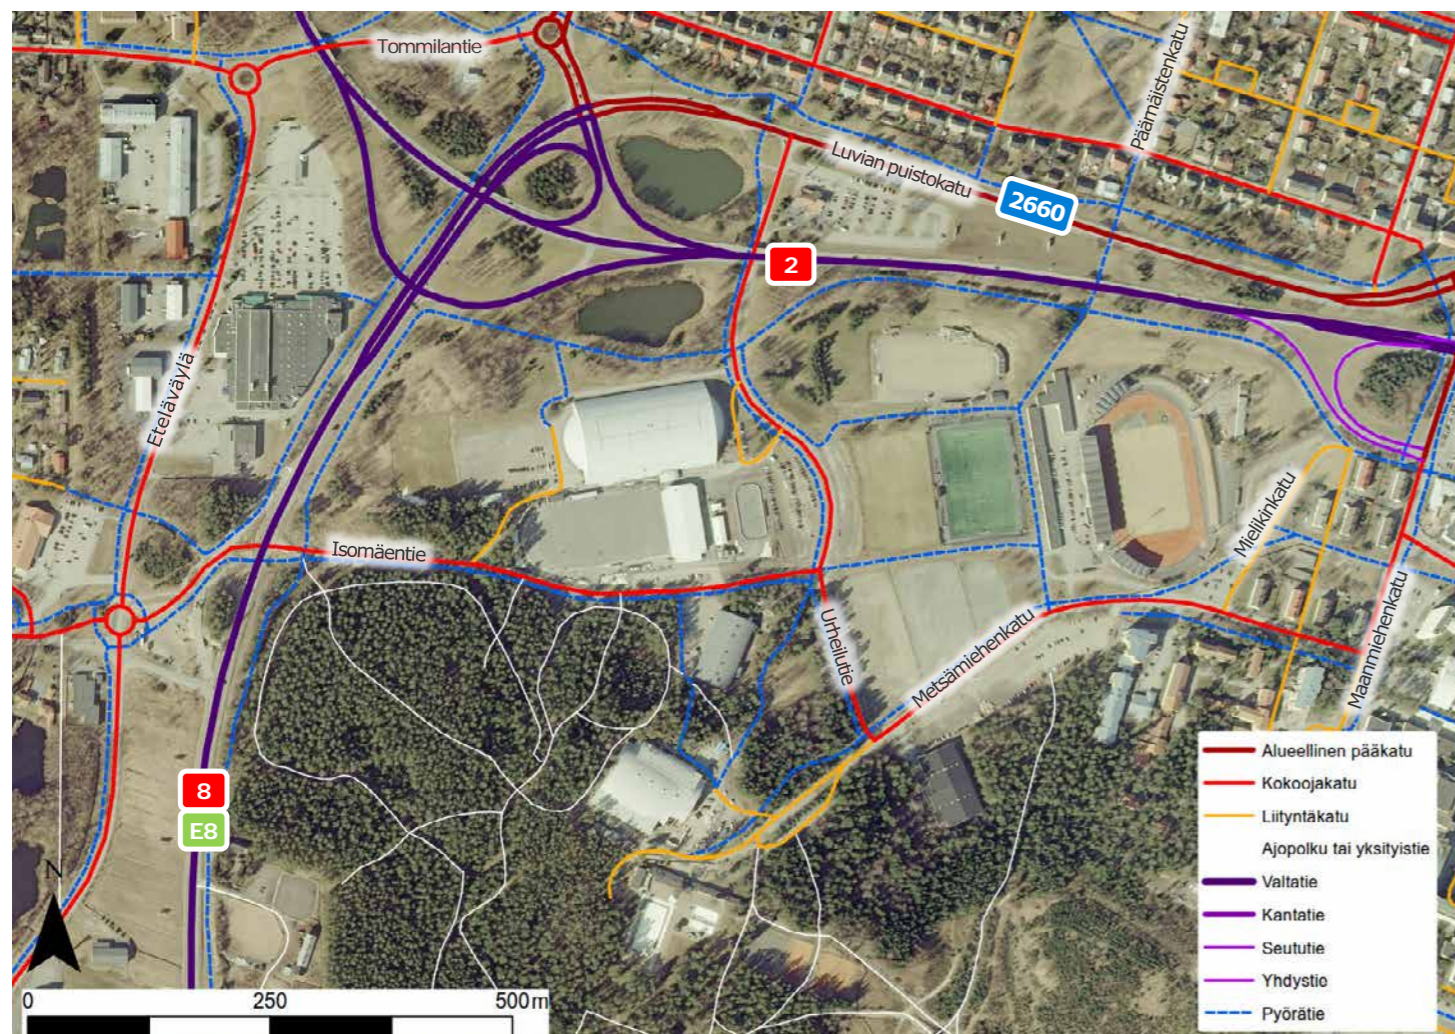 Tommilantie
Päämäistenkatu
Luvian puistokatu
2660
2
Eteläväylä
Mielikinkatu
Isomäentie
Urheilutie
Metsämiehenkatu
Maanmiehenkatu
8
E8
N
0 250 500m
Alueellinen pääkatu
Kokoojakatu
Liityntäkatu
Ajopolku tai yksityistie
Valtatie
Kantatie
Seututie
Yhdystie
Pyörätie